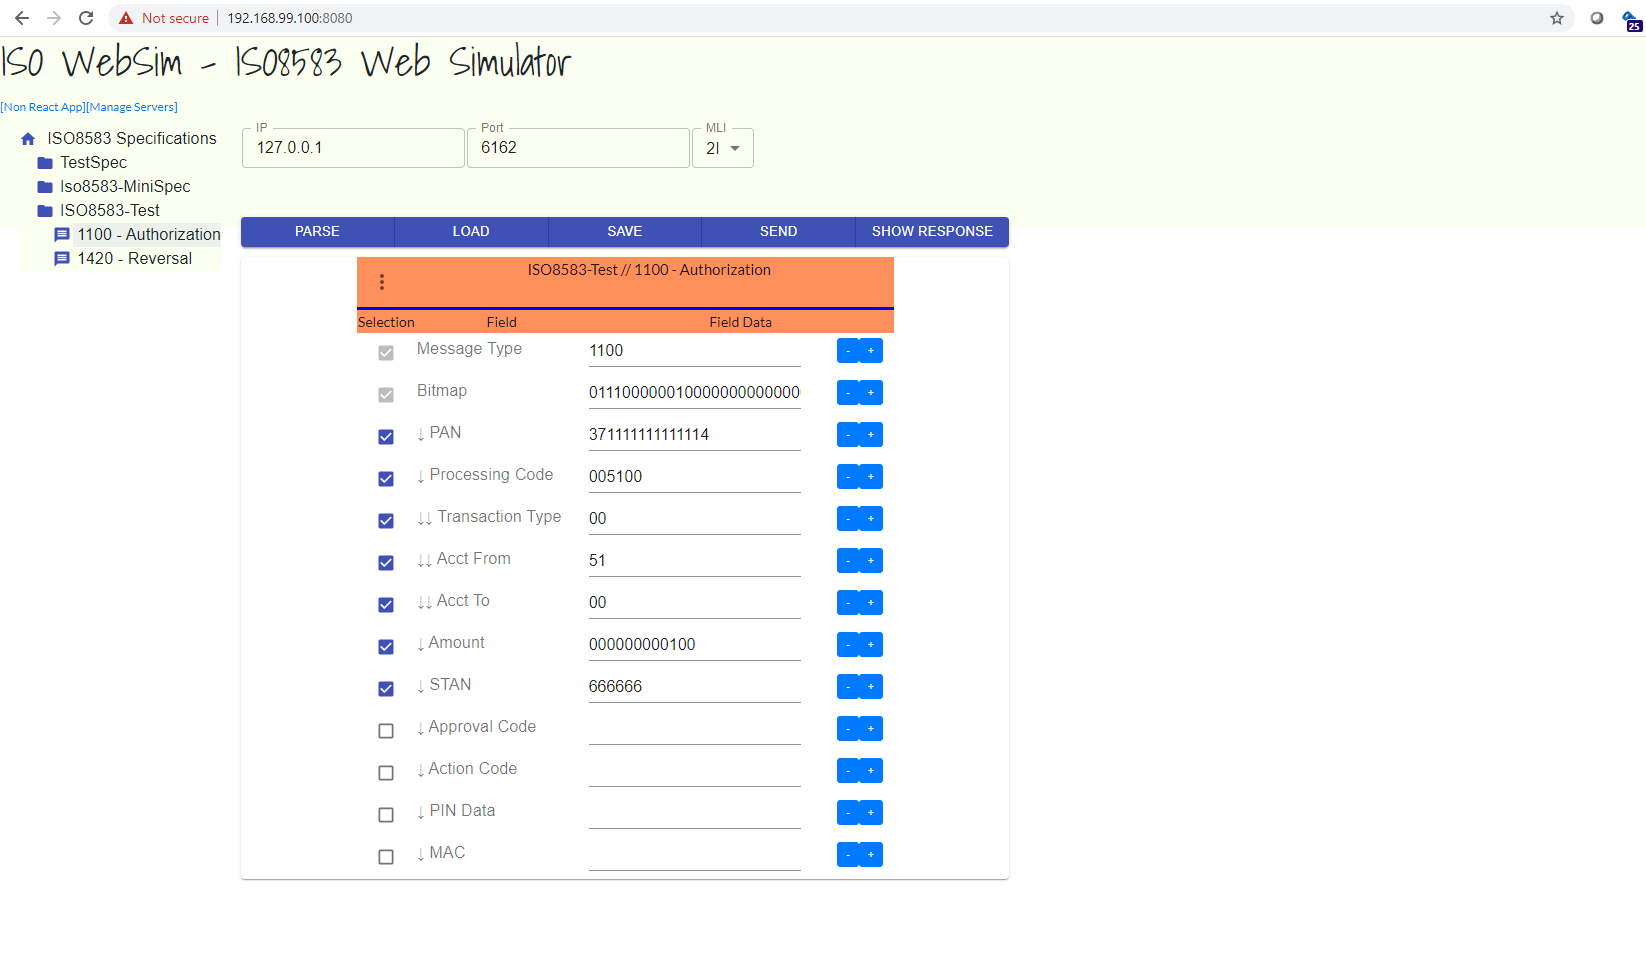 Not secure | 192.168.99.100:8080
25
ISO WebSim - ISO8583 Web Simulator
[Non React App][Manage Servers]
ISO8583 Specifications
TestSpec
Iso8583-MiniSpec
ISO8583-Test
1100 - Authorization
1420 - Reversal
IP Port MLI
127.0.0.1 6162 2I
PARSE LOAD SAVE SEND SHOW RESPONSE
ISO8583-Test // 1100 - Authorization
Selection Field Field Data
Message Type 1100 - +
Bitmap 0111000000100000000000000 - +
↓ PAN 371111111111114 - +
↓ Processing Code 005100 - +
↓↓ Transaction Type 00 - +
↓↓ Acct From 51 - +
↓↓ Acct To 00 - +
↓ Amount 000000000100 - +
↓ STAN 666666 - +
↓ Approval Code - +
↓ Action Code - +
↓ PIN Data - +
↓ MAC - +